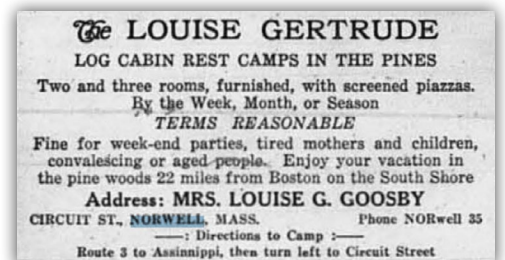 The LOUISE GERTRUDE
LOG CABIN REST CAMPS IN THE PINES
Two and three rooms, furnished, with screened piazzas.
By the Week, Month, or Season
TERMS REASONABLE
Fine for week-end parties, tired mothers and children,
convalescing or aged people. Enjoy your vacation in
the pine woods 22 miles from Boston on the South Shore
Address: MRS. LOUISE G. GOOSBY
CIRCUIT ST., NORWELL, MASS. Phone NORwell 35
——: Directions to Camp :——
Route 3 to Assinnippi, then turn left to Circuit Street